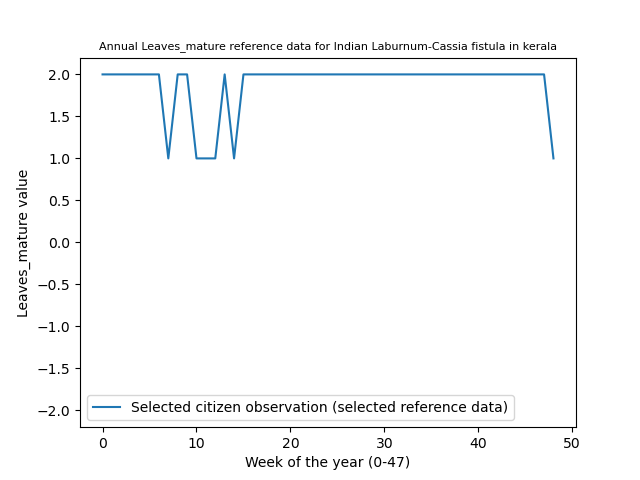 Annual Leaves_mature reference data for Indian Laburnum-Cassia fistula in kerala
2.0
1.5
1.0
0.5
0.0
−0.5
−1.0
−1.5
−2.0
Leaves_mature value
Selected citizen observation (selected reference data)
0 10 20 30 40 50
Week of the year (0-47)